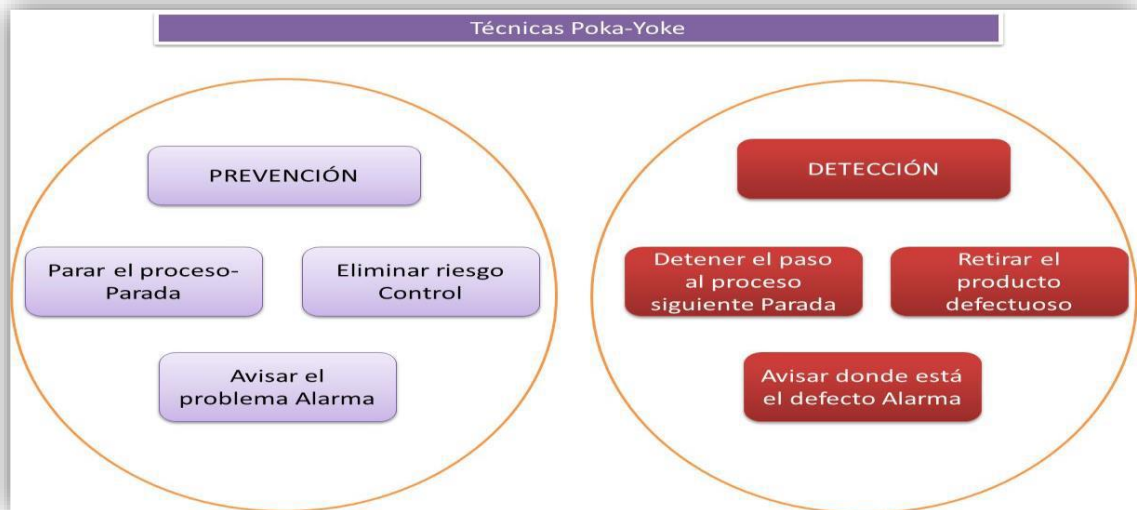 Técnicas Poka-Yoke
PREVENCIÓN
Parar el proceso-
Parada
Eliminar riesgo
Control
Avisar el
problema Alarma
DETECCIÓN
Detener el paso
al proceso
siguiente Parada
Retirar el
producto
defectuoso
Avisar donde está
el defecto Alarma